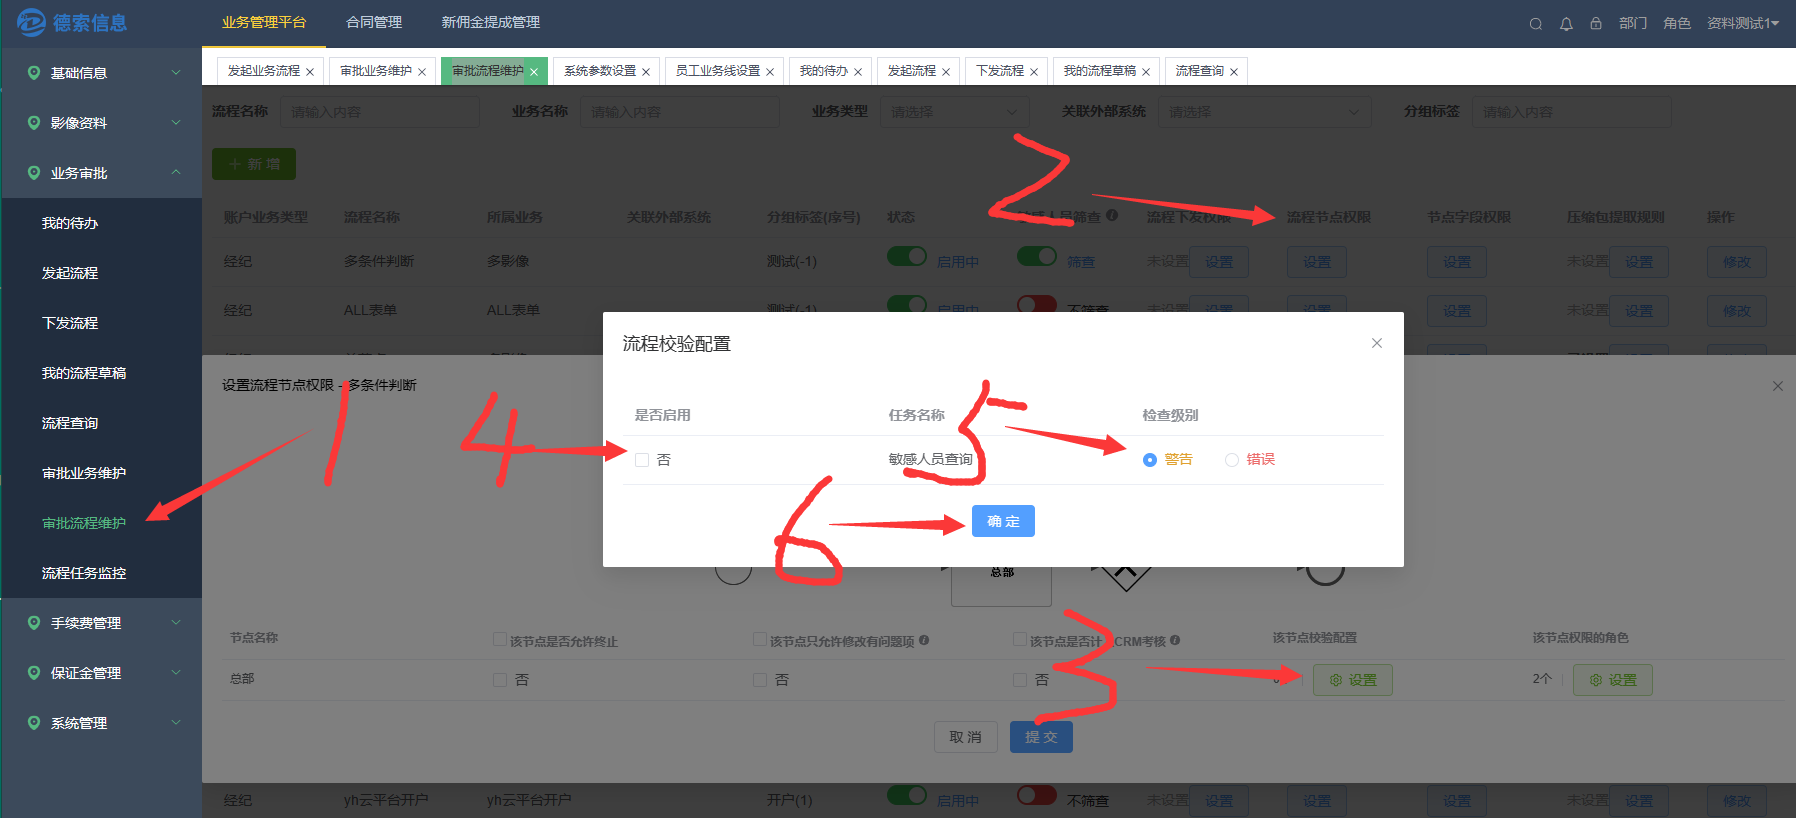 德索信息
业务管理平台 合同管理 新佣金提成管理
部门 角色 资料测试1
发起业务流程 × 审批业务维护 × 审批流程维护 × 系统参数设置 × 员工业务线设置 × 我的待办 × 发起流程 × 下发流程 × 我的流程草稿 × 流程查询 ×
基础信息
影像资料
业务审批
我的待办
发起流程
下发流程
我的流程草稿
流程查询
审批业务维护
审批流程维护
流程任务监控
手续费管理
保证金管理
系统管理
流程名称 请输入内容 业务名称 请输入内容 业务类型 请选择 关联外部系统 请选择 分组标签 请输入内容
+ 新增
2
账户业务类型 流程名称 所属业务 关联外部系统 分组标签(序号) 状态 敏感人员筛查 流程下发权限 流程节点权限 节点字段权限 压缩包提取规则 操作
经纪 多条件判断 多影像 测试(-1) 启用中 筛查 未设置 设置 设置 设置 未设置 设置 修改
经纪 ALL表单 ALL表单 测试(-1) 启用中 不筛查 未设置 设置 设置 设置 未设置 设置 修改
设置流程节点权限 - 多条件判断
1
4
流程校验配置
是否启用 任务名称 检查级别
5
否 敏感人员查询 警告 错误
6
确定
总部
节点名称 该节点是否允许终止 该节点只允许修改有问题项 该节点是否计 CRM考核 该节点校验配置 该节点权限的角色
3
总部 否 否 否 设置 2个 设置
取消 提交
经纪 yh云平台开户 yh云平台开户 开户(1) 启用中 不筛查 未设置 设置 设置 设置 未设置 设置 修改